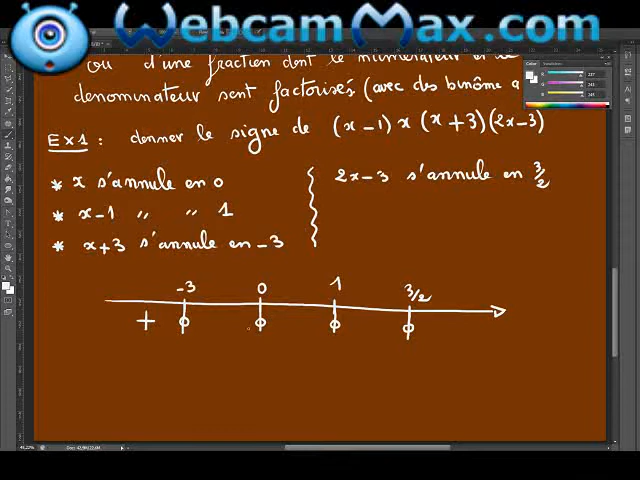 WebcamMax.com
ou d'une fraction dont le numérateur et le
dénominateur sont factorisés (avec des binôme a
Ex1 : donner le signe de (x-1) x (x+3)(2x-3)
* x s'annule en 0
* x-1 " " 1
* x+3 s'annule en -3
2x-3 s'annule en 3/2
-3 0 1 3/2
+ 0 0 0 0